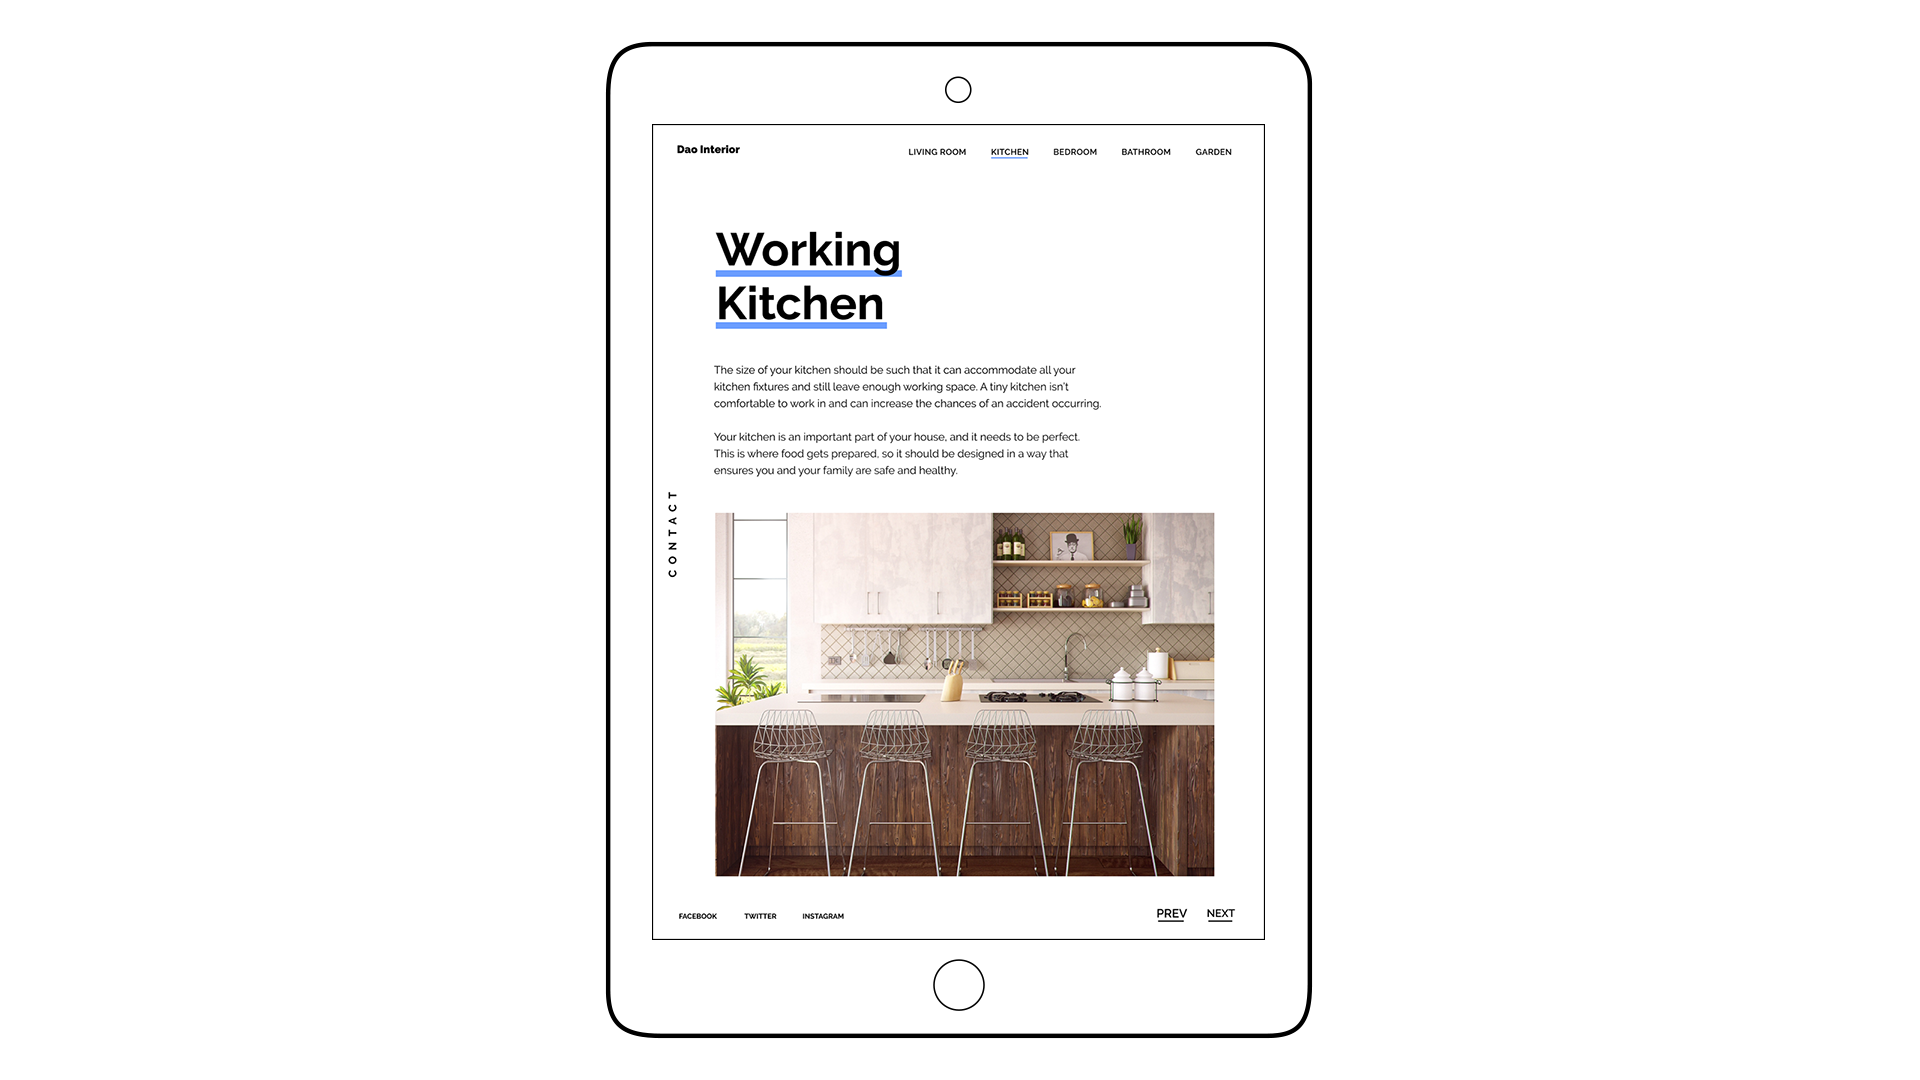 Dao Interior
LIVING ROOM
KITCHEN
BEDROOM
BATHROOM
GARDEN
Working
Kitchen
The size of your kitchen should be such that it can accommodate all your
kitchen fixtures and still leave enough working space. A tiny kitchen isn't
comfortable to work in and can increase the chances of an accident occurring.
Your kitchen is an important part of your house, and it needs to be perfect.
This is where food gets prepared, so it should be designed in a way that
ensures you and your family are safe and healthy.
CONTACT
FACEBOOK
TWITTER
INSTAGRAM
PREV
NEXT